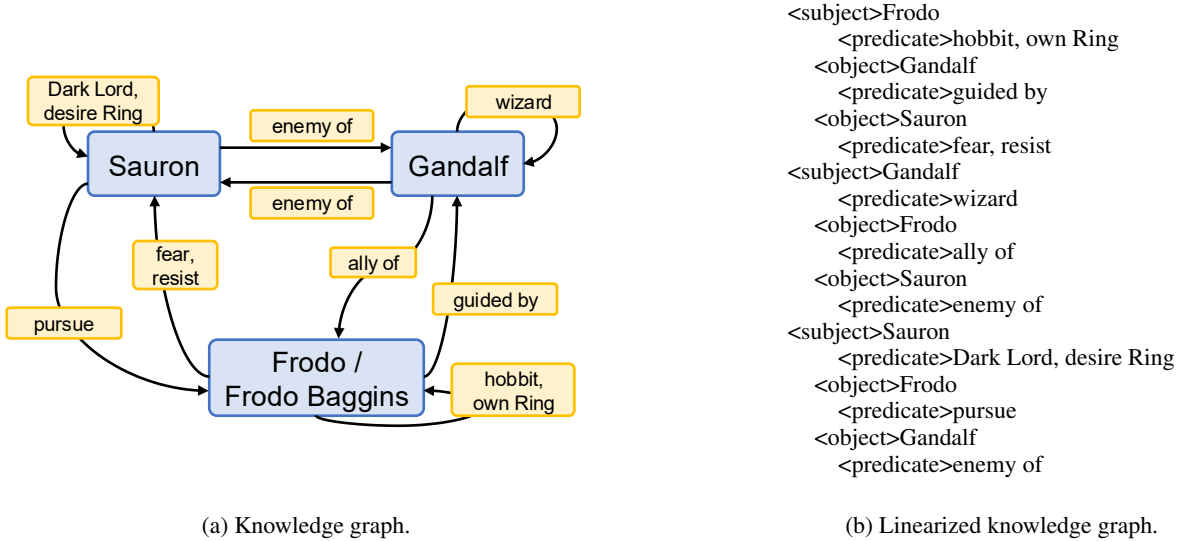 Dark Lord,
desire Ring
enemy of
wizard
Sauron
Gandalf
enemy of
fear,
resist
ally of
pursue
guided by
Frodo /
Frodo Baggins
hobbit,
own Ring
(a) Knowledge graph.
<subject>Frodo
<predicate>hobbit, own Ring
<object>Gandalf
<predicate>guided by
<object>Sauron
<predicate>fear, resist
<subject>Gandalf
<predicate>wizard
<object>Frodo
<predicate>ally of
<object>Sauron
<predicate>enemy of
<subject>Sauron
<predicate>Dark Lord, desire Ring
<object>Frodo
<predicate>pursue
<object>Gandalf
<predicate>enemy of
(b) Linearized knowledge graph.